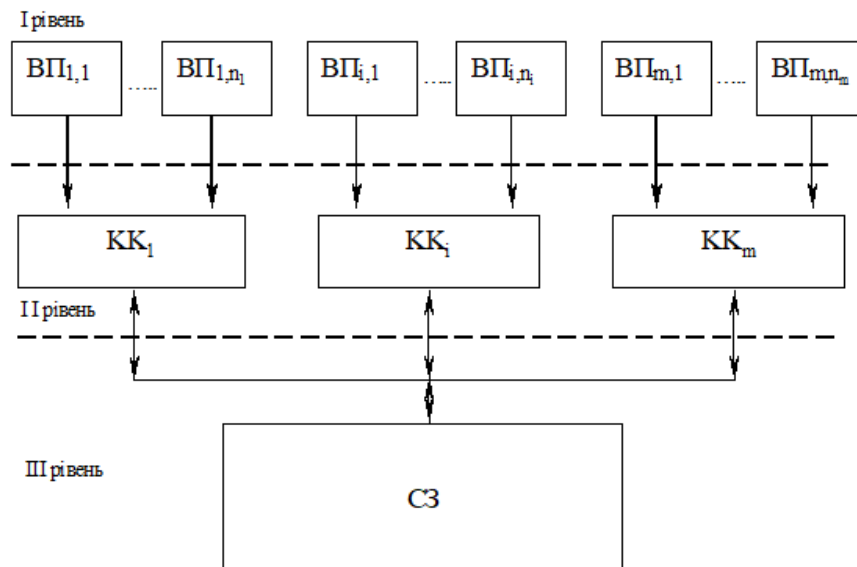 I рівень
ВП1,1 ..... ВП1,n1 ВПi,1 ..... ВПi,ni ВПm,1 ..... ВПm,nm
КК1 ККi ККm
II рівень
III рівень
СЗ